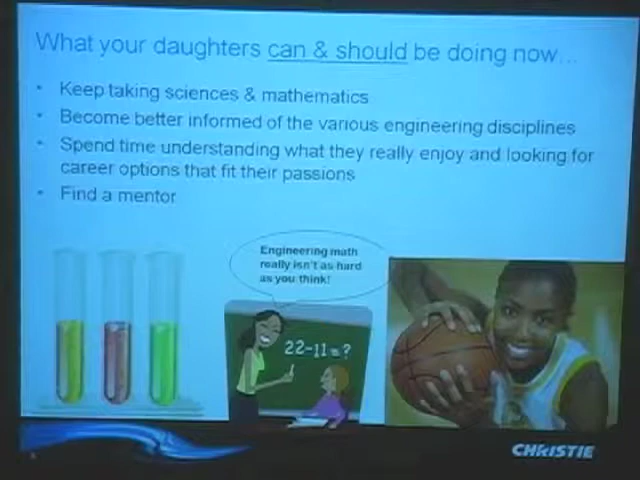 What your daughters can & should be doing now...
• Keep taking sciences & mathematics
• Become better informed of the various engineering disciplines
• Spend time understanding what they really enjoy and looking for
career options that fit their passions
• Find a mentor
Engineering math
really isn't as hard
as you think!
22-11=?
CHRISTIE